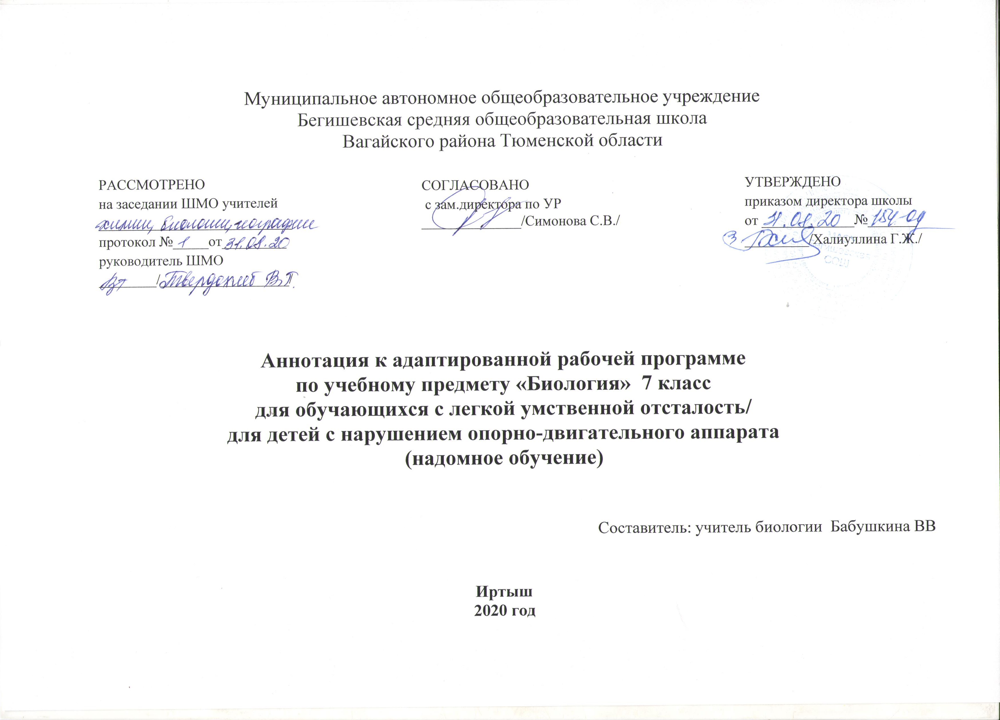 Муниципальное автономное общеобразовательное учреждение
Бегишевская средняя общеобразовательная школа
Вагайского района Тюменской области
РАССМОТРЕНО
на заседании ШМО учителей
химии, биологии, географии
протокол № 1 от 31.08.20
руководитель ШМО
/Твердохлеб В.П.
СОГЛАСОВАНО
с зам.директора по УР
/Симонова С.В./
УТВЕРЖДЕНО
приказом директора школы
от 31.08.20 № 154-од
/Халиуллина Г.Ж./
СОШ
Аннотация к адаптированной рабочей программе
по учебному предмету «Биология» 7 класс
для обучающихся с легкой умственной отсталость/
для детей с нарушением опорно-двигательного аппарата
(надомное обучение)
Составитель: учитель биологии Бабушкина ВВ
Иртыш
2020 год